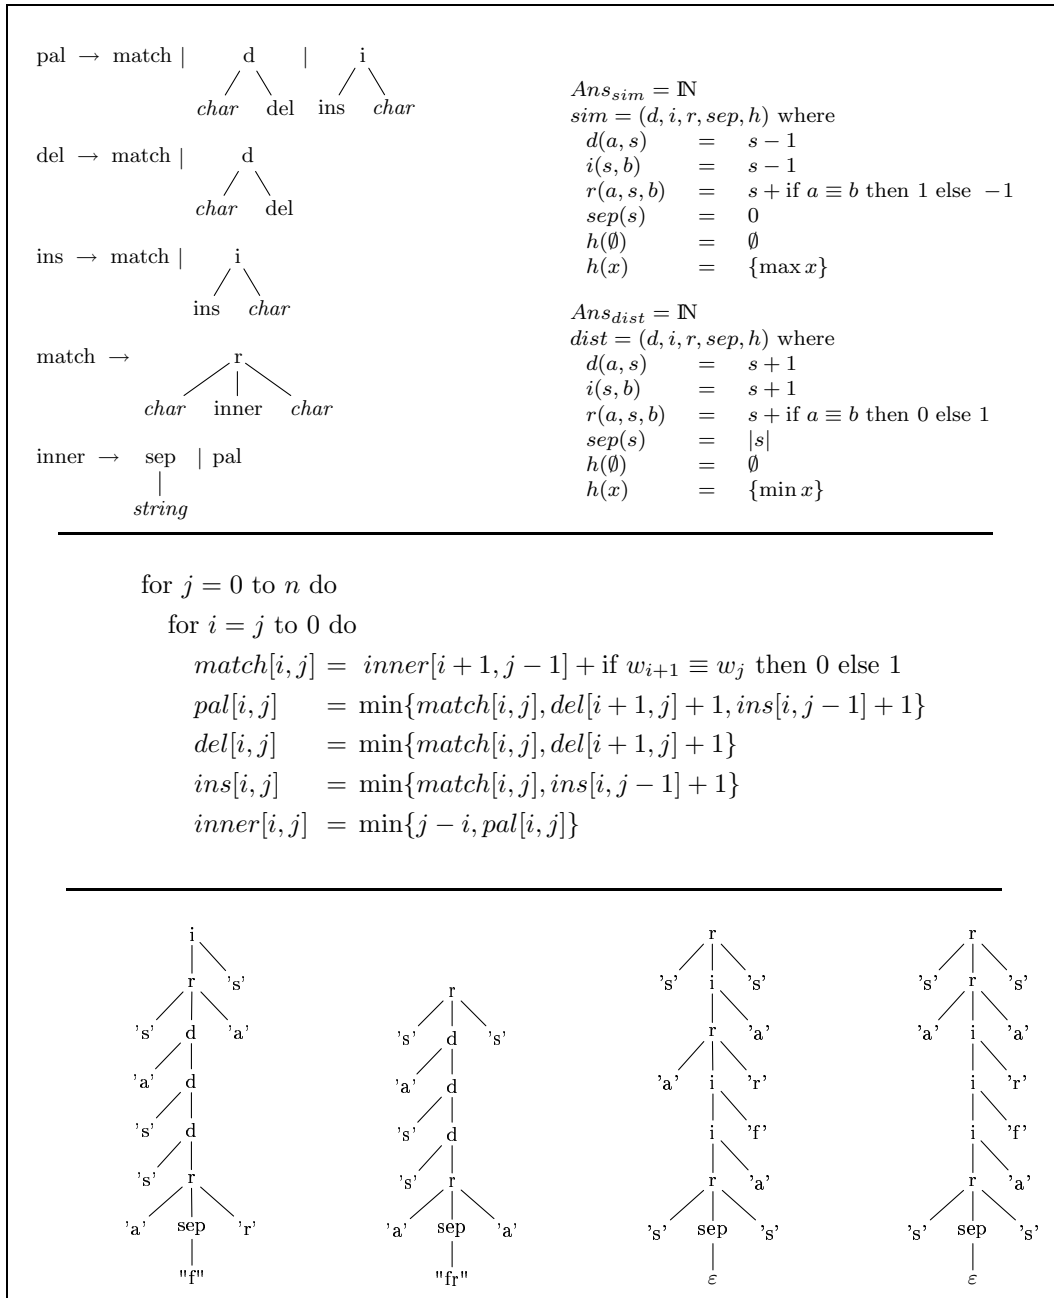 pal → match | d | i
char del ins char
del → match | d
char del
ins → match | i
ins char
match → r
char inner char
inner → sep | pal
string
Ans_{sim} = ℕ
sim = (d, i, r, sep, h) where
d(a, s) = s − 1
i(s, b) = s − 1
r(a, s, b) = s + if a ≡ b then 1 else −1
sep(s) = 0
h(∅) = ∅
h(x) = {max x}
Ans_{dist} = ℕ
dist = (d, i, r, sep, h) where
d(a, s) = s + 1
i(s, b) = s + 1
r(a, s, b) = s + if a ≡ b then 0 else 1
sep(s) = |s|
h(∅) = ∅
h(x) = {min x}
for j = 0 to n do
for i = j to 0 do
match[i, j] = inner[i + 1, j − 1] + if w_{i+1} ≡ w_j then 0 else 1
pal[i, j] = min{match[i, j], del[i + 1, j] + 1, ins[i, j − 1] + 1}
del[i, j] = min{match[i, j], del[i + 1, j] + 1}
ins[i, j] = min{match[i, j], ins[i, j − 1] + 1}
inner[i, j] = min{j − i, pal[i, j]}
i
r 's'
's' d 'a'
'a' d
's' d
's' r
'a' sep 'r'
"f"
r
's' d 's'
'a' d
's' d
's' r
'a' sep 'a'
"fr"
r
's' i 's'
r 'a'
'a' i 'r'
i 'f'
r 'a'
's' sep 's'
ε
r
's' r 's'
'a' i 'a'
i 'r'
i 'f'
r 'a'
's' sep 's'
ε